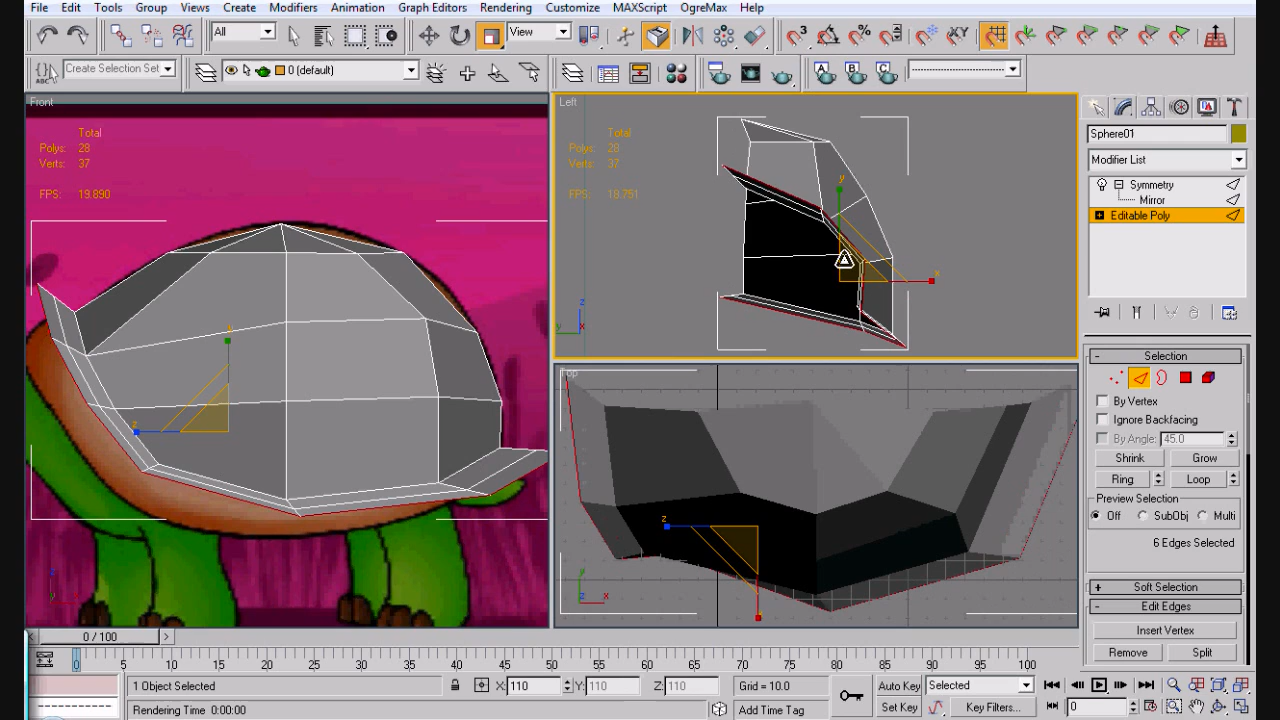 File Edit Tools Group Views Create Modifiers Animation Graph Editors Rendering Customize MAXScript OgreMax Help
All View
Create Selection Set 0 (default)
Front
Total
Polys: 28
Verts: 37
FPS: 19.890
Left
Total
Polys: 28
Verts: 37
FPS: 18.751
Top
Sphere01
Modifier List
Symmetry
Mirror
Editable Poly
Selection
By Vertex
Ignore Backfacing
By Angle: 45.0
Shrink Grow
Ring Loop
Preview Selection
Off SubObj Multi
6 Edges Selected
Soft Selection
Edit Edges
Insert Vertex
Remove Split
0 / 100
0 5 10 15 20 25 30 35 40 45 50 55 60 65 70 75 80 85 90 95 100
1 Object Selected X: 110 Y: 110 Z: 110 Grid = 10.0 Auto Key Selected
Rendering Time 0:00:00 Add Time Tag Set Key Key Filters... 0